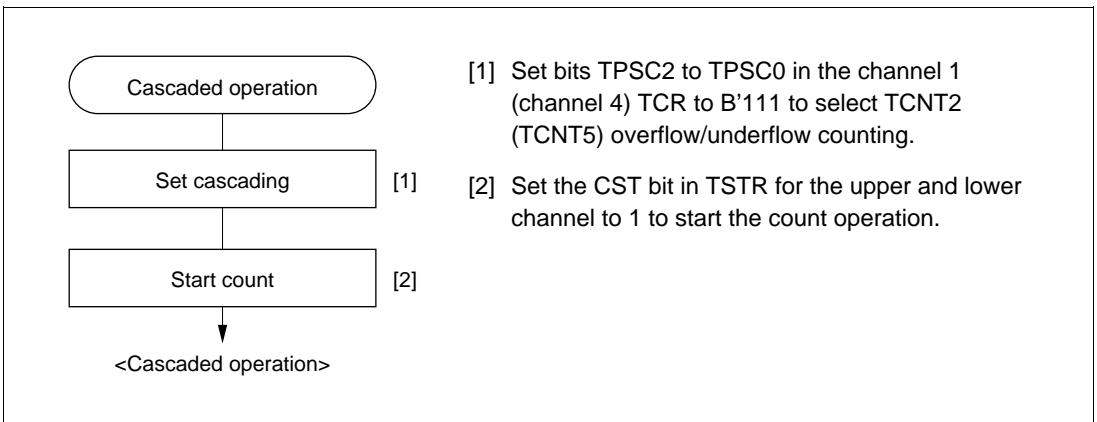 Cascaded operation
Set cascading
[1]
Start count
[2]
<Cascaded operation>
[1] Set bits TPSC2 to TPSC0 in the channel 1
(channel 4) TCR to B'111 to select TCNT2
(TCNT5) overflow/underflow counting.
[2] Set the CST bit in TSTR for the upper and lower
channel to 1 to start the count operation.